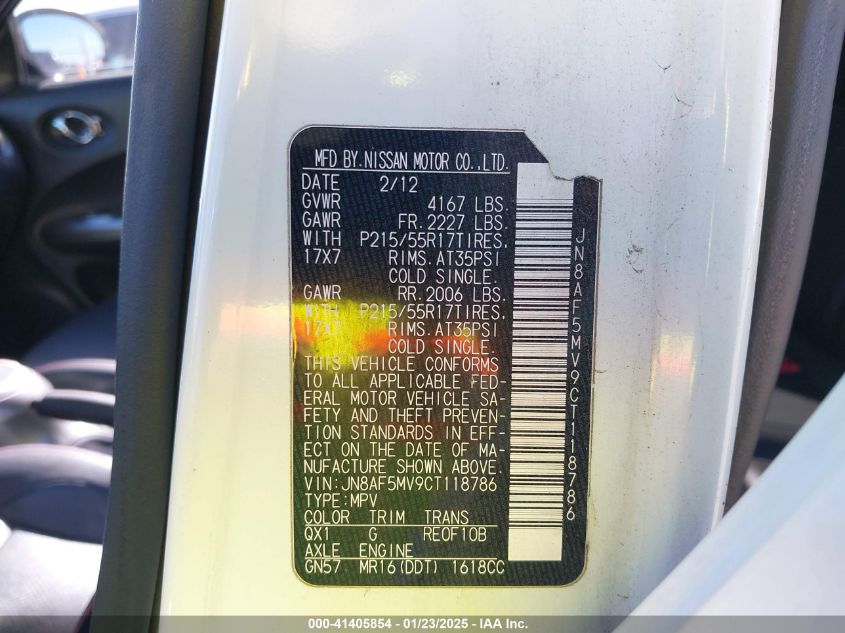 MFD BY.NISSAN MOTOR CO.,LTD.
DATE 2/12
GVWR 4167 LBS.
GAWR FR.2227 LBS.
WITH P215/55R17TIRES.
17X7 RIMS.AT35PSI
COLD SINGLE.
GAWR RR.2006 LBS.
WITH P215/55R17TIRES.
17X7 RIMS.AT35PSI
COLD SINGLE.
THIS VEHICLE CONFORMS
TO ALL APPLICABLE FED-
ERAL MOTOR VEHICLE SA-
FETY AND THEFT PREVEN-
TION STANDARDS IN EFF-
ECT ON THE DATE OF MA-
NUFACTURE SHOWN ABOVE.
VIN:JN8AF5MV9CT118786
TYPE:MPV
COLOR TRIM TRANS
QX1 G RE0F10B
AXLE ENGINE
GN57 MR16(DDT) 1618CC
JN8AF5MV9CT118786
000-41405854 - 01/23/2025 - IAA Inc.